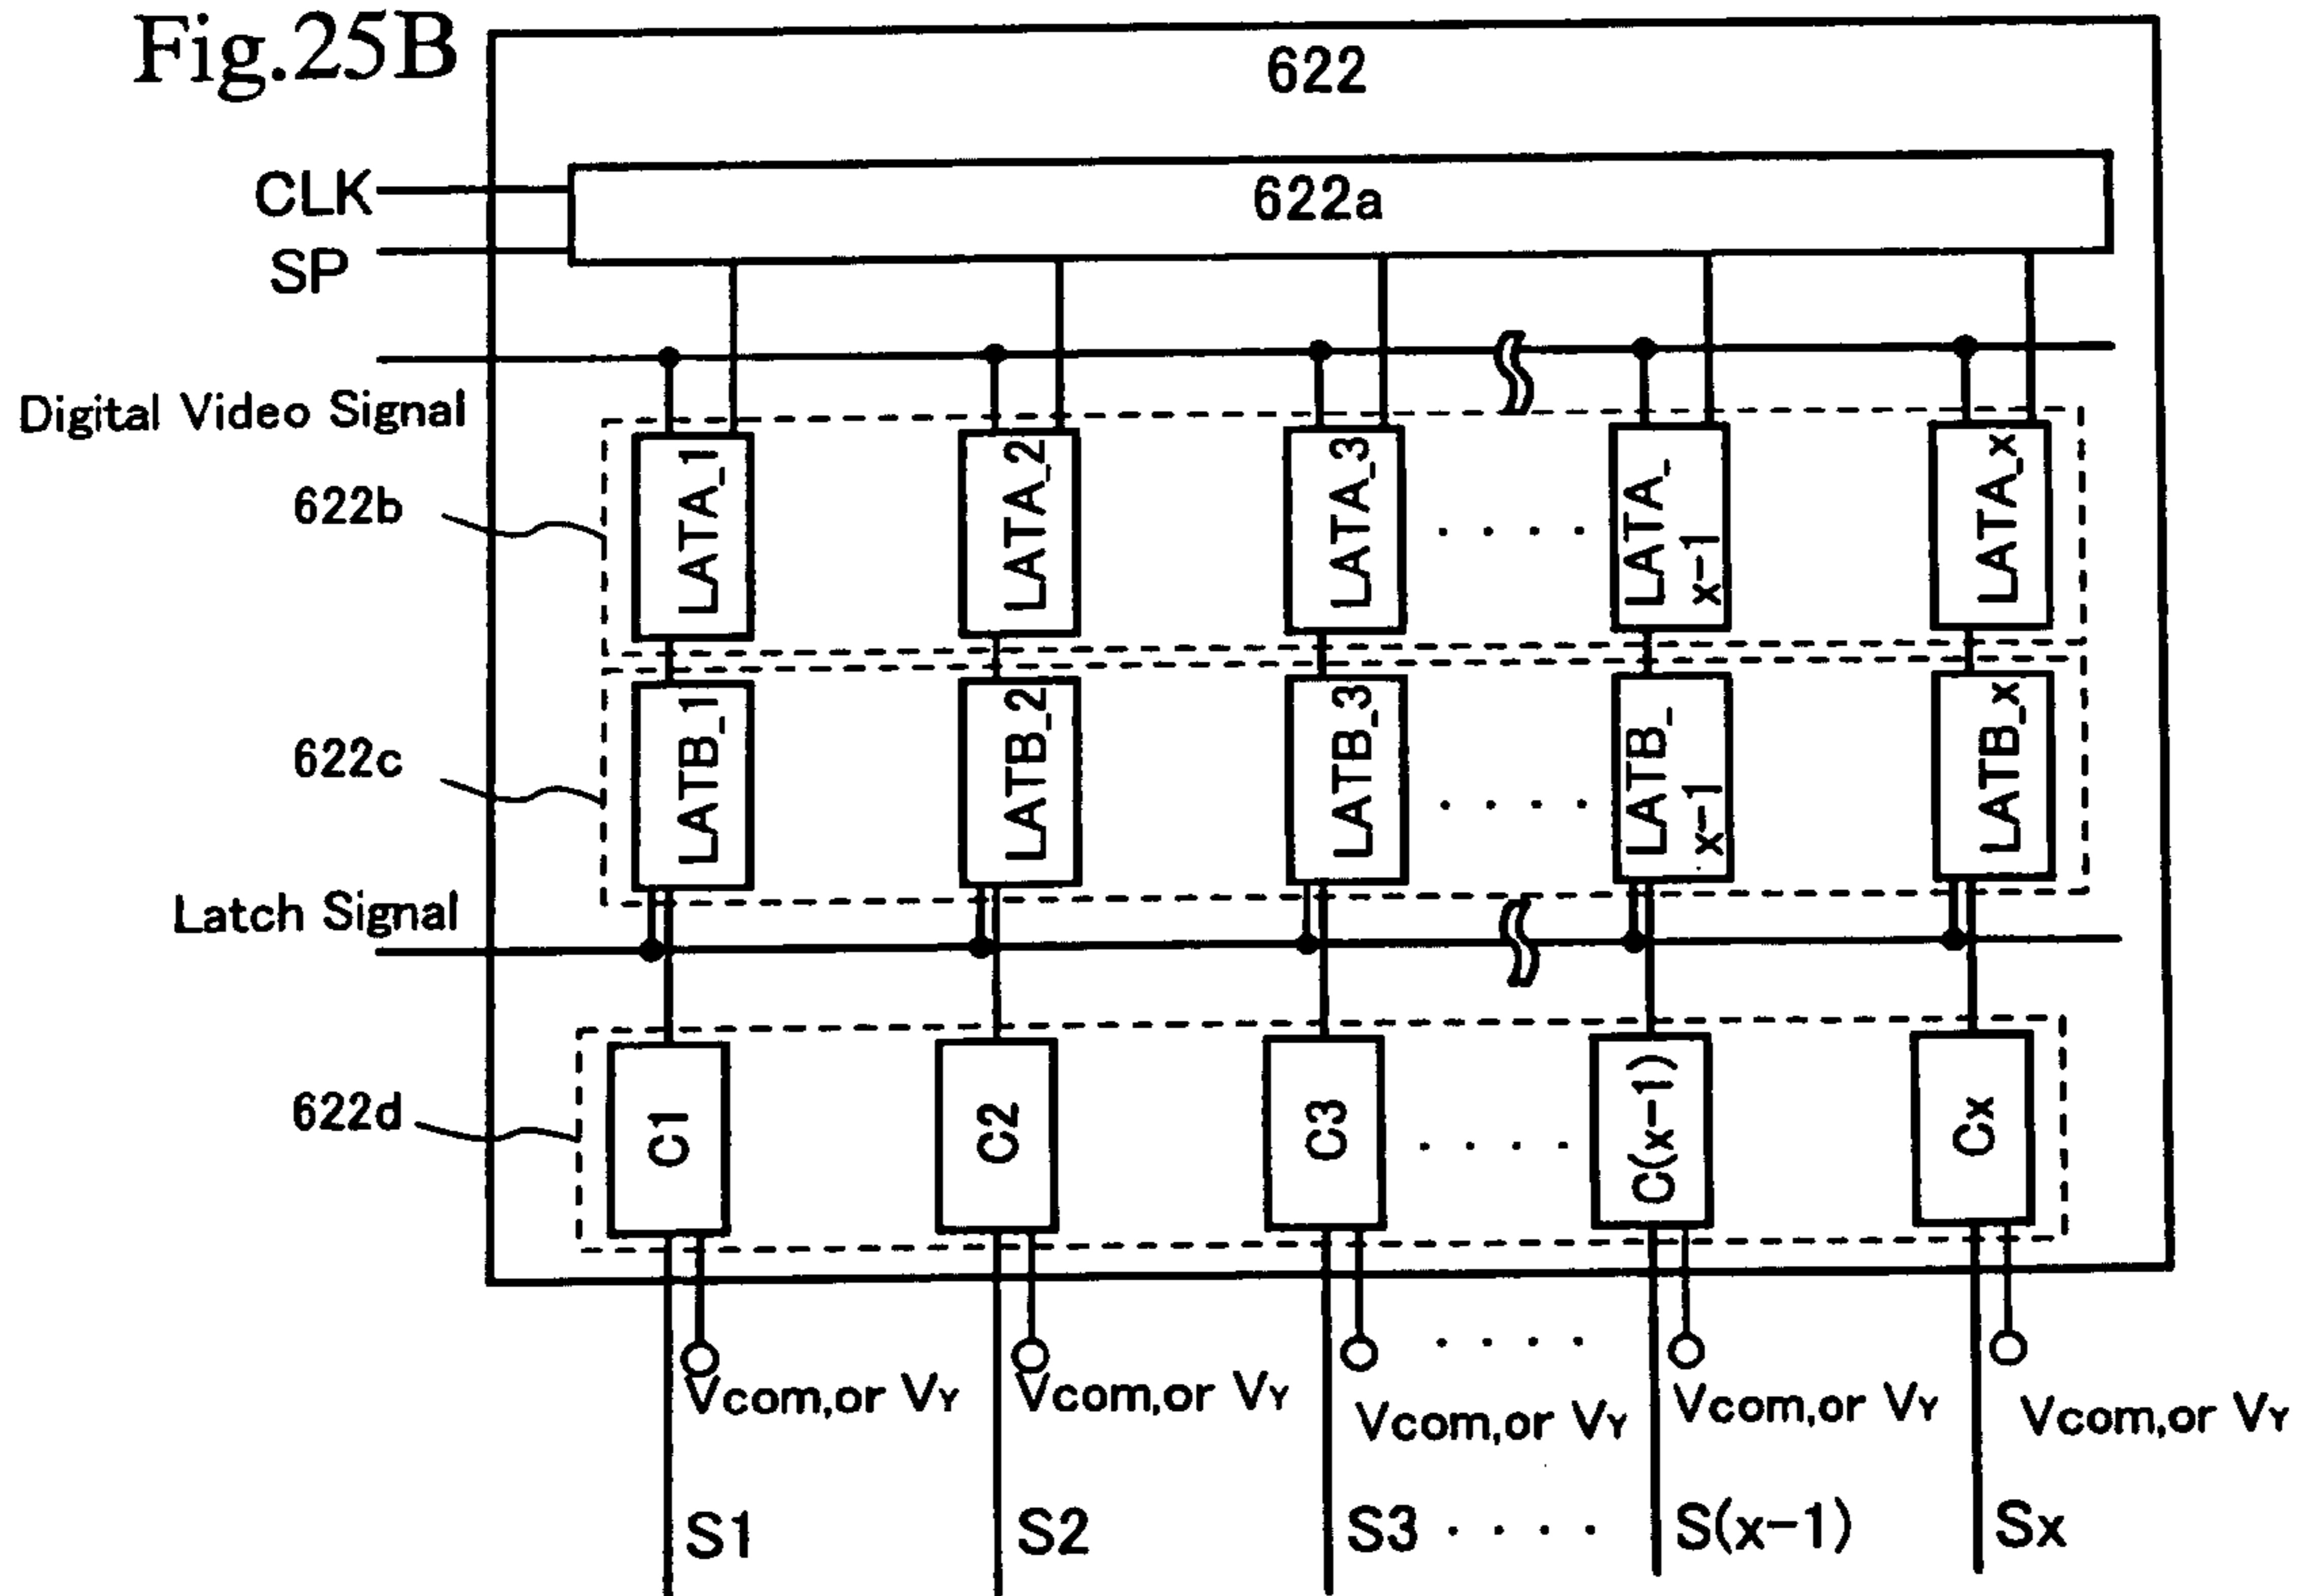 Fig.25B
622
CLK
622a
SP
Digital Video Signal
622b
LATA_1
LATA_2
LATA_3
. . . .
LATA_
x-1
LATA_x
622c
LATB_1
LATB_2
LATB_3
. . . .
LATB_
x-1
LATB_x
Latch Signal
622d
C1
C2
C3
. . . .
C(x-1)
Cx
. . . .
Vcom,or VY
Vcom,or VY
Vcom,or VY
Vcom,or VY
Vcom,or VY
S1
S2
S3 . . . .
S(x-1)
Sx